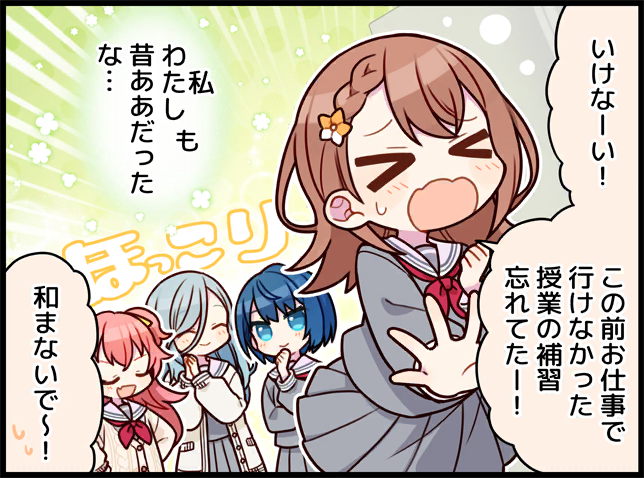 いけなーい！
この前お仕事で
行けなかった
授業の補習
忘れてたー！
私
わたしも
昔ああだった
な…
ほっこり
和まないで〜！